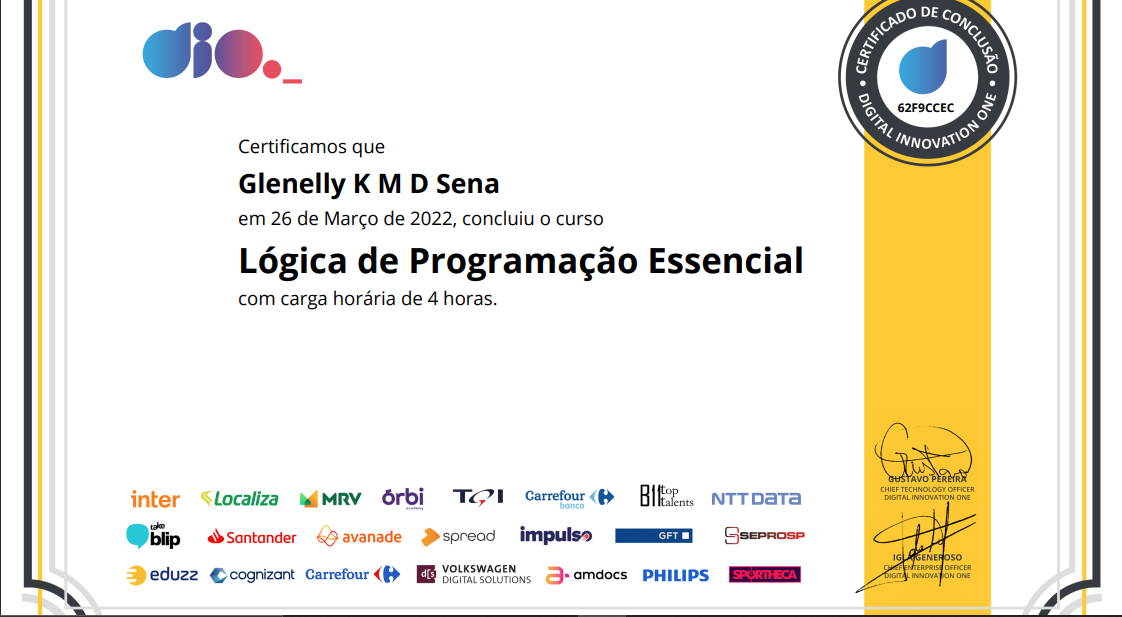 dio._
CERTIFICADO DE CONCLUSÃO
62F9CCEC
DIGITAL INNOVATION ONE
Certificamos que
Glenelly K M D Sena
em 26 de Março de 2022, concluiu o curso
Lógica de Programação Essencial
com carga horária de 4 horas.
GUSTAVO PEREIRA
CHIEF TECHNOLOGY OFFICER
DIGITAL INNOVATION ONE
inter Localiza MRV órbi academy TQI Carrefour banco B11 top talents NTT DATA
take blip Santander avanade spread impulso GFT SEPROSP
IGL GENEROSO
CHIEF ENTERPRISE OFFICER
DIGITAL INNOVATION ONE
eduzz cognizant Carrefour d[s] VOLKSWAGEN DIGITAL SOLUTIONS a. amdocs PHILIPS SPORTHECA